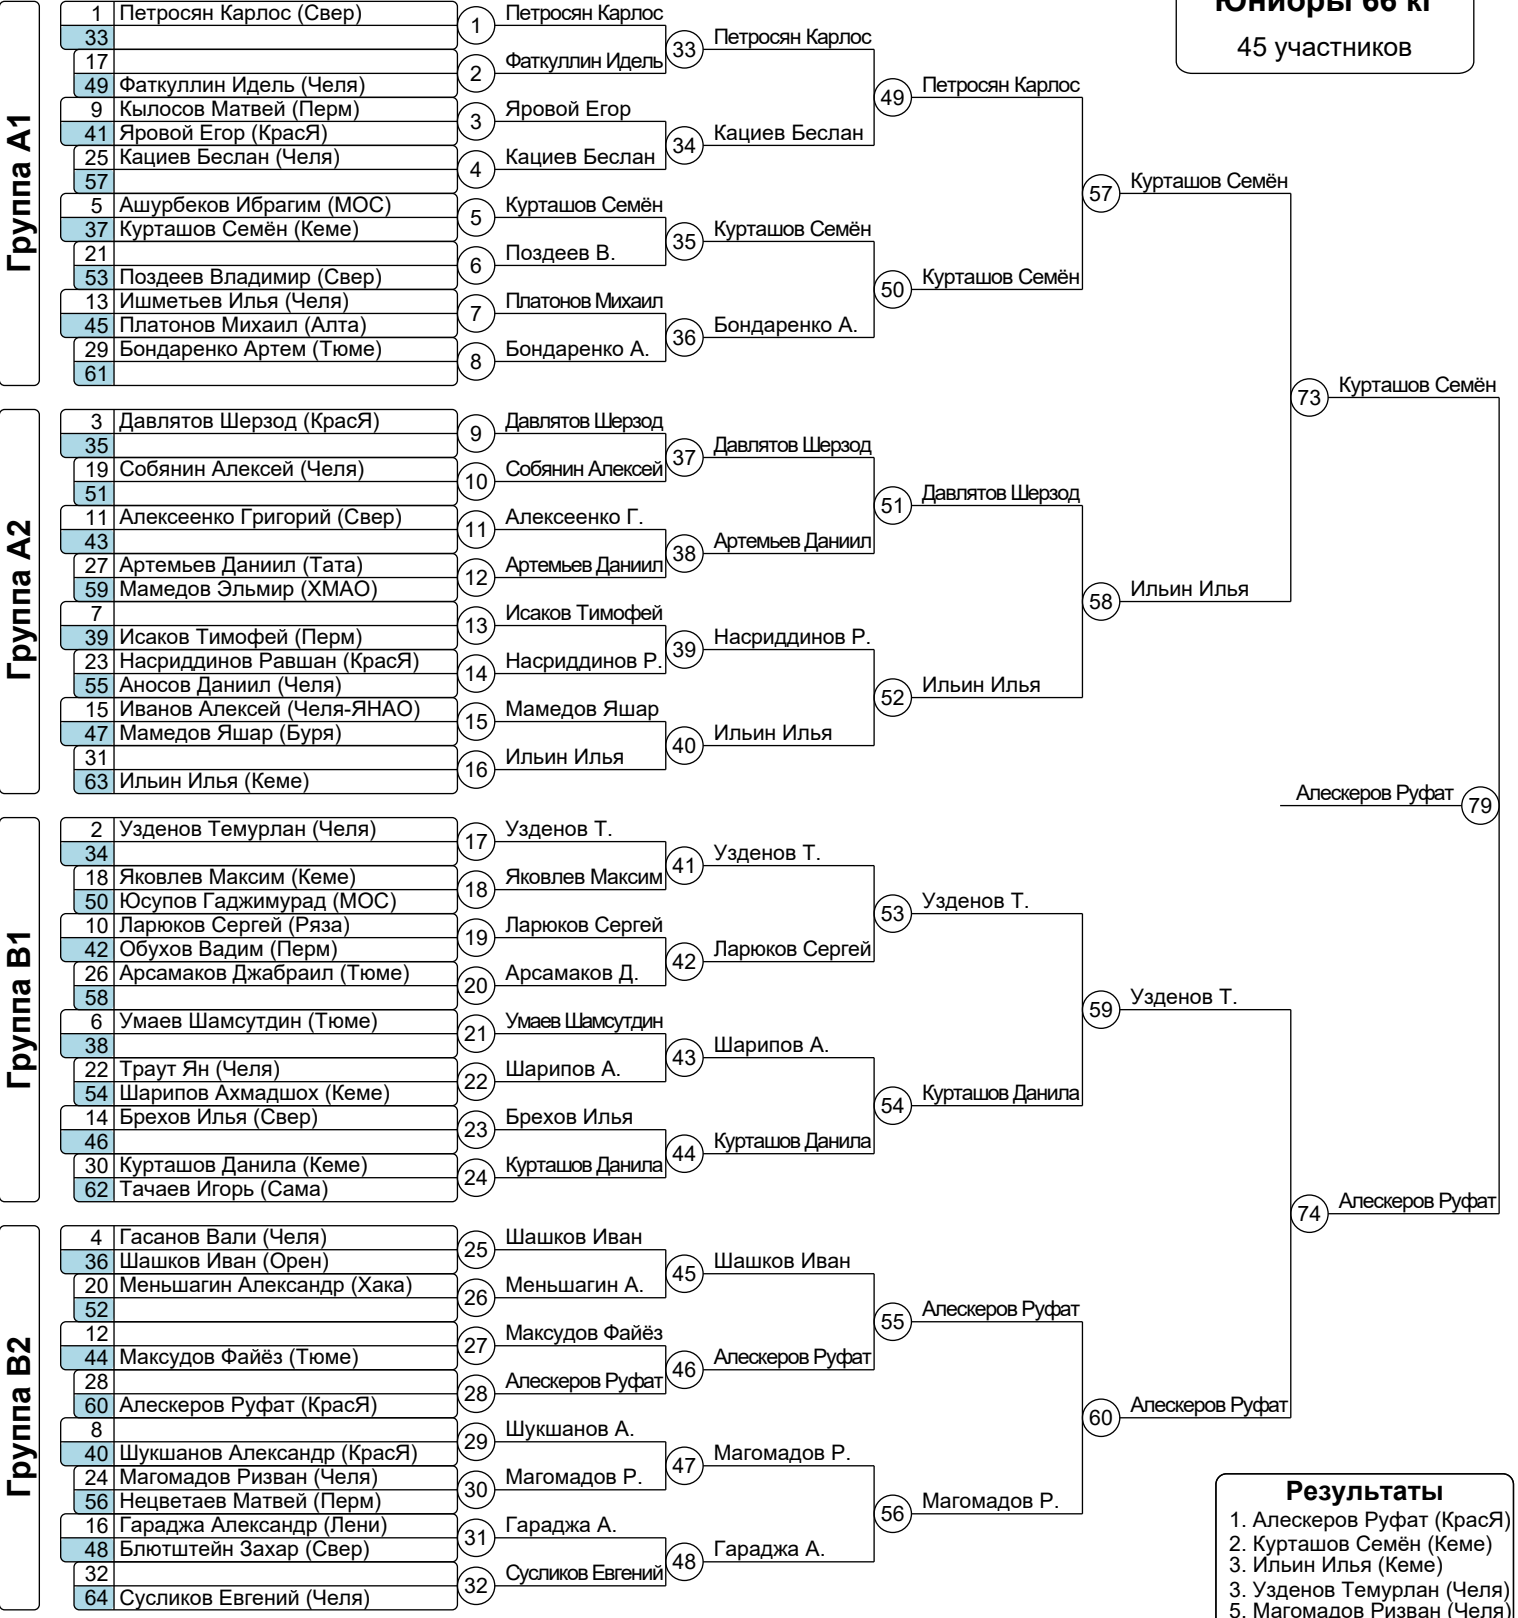 Юниоры 66 кг
45 участников
Группа A1
1 Петросян Карлос (Свер)
33
17
49 Фаткуллин Идель (Челя)
9 Кылосов Матвей (Перм)
41 Яровой Егор (КрасЯ)
25 Кациев Беслан (Челя)
57
5 Ашурбеков Ибрагим (МОС)
37 Курташов Семён (Кеме)
21
53 Поздеев Владимир (Свер)
13 Ишметьев Илья (Челя)
45 Платонов Михаил (Алта)
29 Бондаренко Артем (Тюме)
61
Группа A2
3 Давлятов Шерзод (КрасЯ)
35
19 Собянин Алексей (Челя)
51
11 Алексеенко Григорий (Свер)
43
27 Артемьев Даниил (Тата)
59 Мамедов Эльмир (ХМАО)
7
39 Исаков Тимофей (Перм)
23 Насриддинов Равшан (КрасЯ)
55 Аносов Даниил (Челя)
15 Иванов Алексей (Челя-ЯНАО)
47 Мамедов Яшар (Буря)
31
63 Ильин Илья (Кеме)
Группа B1
2 Узденов Темурлан (Челя)
34
18 Яковлев Максим (Кеме)
50 Юсупов Гаджимурад (МОС)
10 Ларюков Сергей (Ряза)
42 Обухов Вадим (Перм)
26 Арсамаков Джабраил (Тюме)
58
6 Умаев Шамсутдин (Тюме)
38
22 Траут Ян (Челя)
54 Шарипов Ахмадшох (Кеме)
14 Брехов Илья (Свер)
46
30 Курташов Данила (Кеме)
62 Тачаев Игорь (Сама)
Группа B2
4 Гасанов Вали (Челя)
36 Шашков Иван (Орен)
20 Меньшагин Александр (Хака)
52
12
44 Максудов Файёз (Тюме)
28
60 Алескеров Руфат (КрасЯ)
8
40 Шукшанов Александр (КрасЯ)
24 Магомадов Ризван (Челя)
56 Нецветаев Матвей (Перм)
16 Гараджа Александр (Лени)
48 Блютштейн Захар (Свер)
32
64 Сусликов Евгений (Челя)
1 Петросян Карлос
2 Фаткуллин Идель
3 Яровой Егор
4 Кациев Беслан
5 Курташов Семён
6 Поздеев В.
7 Платонов Михаил
8 Бондаренко А.
9 Давлятов Шерзод
10 Собянин Алексей
11 Алексеенко Г.
12 Артемьев Даниил
13 Исаков Тимофей
14 Насриддинов Р.
15 Мамедов Яшар
16 Ильин Илья
17 Узденов Т.
18 Яковлев Максим
19 Ларюков Сергей
20 Арсамаков Д.
21 Умаев Шамсутдин
22 Шарипов А.
23 Брехов Илья
24 Курташов Данила
25 Шашков Иван
26 Меньшагин А.
27 Максудов Файёз
28 Алескеров Руфат
29 Шукшанов А.
30 Магомадов Р.
31 Гараджа А.
32 Сусликов Евгений
33 Петросян Карлос
34 Кациев Беслан
35 Курташов Семён
36 Бондаренко А.
37 Давлятов Шерзод
38 Артемьев Даниил
39 Насриддинов Р.
40 Ильин Илья
41 Узденов Т.
42 Ларюков Сергей
43 Шарипов А.
44 Курташов Данила
45 Шашков Иван
46 Алескеров Руфат
47 Магомадов Р.
48 Гараджа А.
49 Петросян Карлос
50 Курташов Семён
51 Давлятов Шерзод
52 Ильин Илья
53 Узденов Т.
54 Курташов Данила
55 Алескеров Руфат
56 Магомадов Р.
57 Курташов Семён
58 Ильин Илья
59 Узденов Т.
60 Алескеров Руфат
73 Курташов Семён
74 Алескеров Руфат
Алескеров Руфат 79
Результаты
1. Алескеров Руфат (КрасЯ)
2. Курташов Семён (Кеме)
3. Ильин Илья (Кеме)
3. Узденов Темурлан (Челя)
5. Магомадов Ризван (Челя)